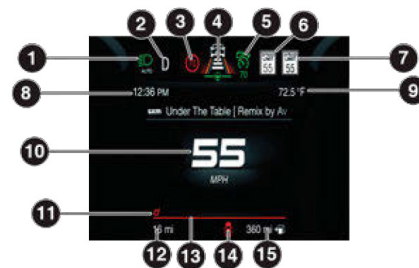 1 2 3 4 5 6 7
AUTO 70 55 55
8 12:36 PM 72.5 °F 9
Under The Table | Remix by Av
10 55
MPH
11
16 mi 360 mi
12 13 14 15